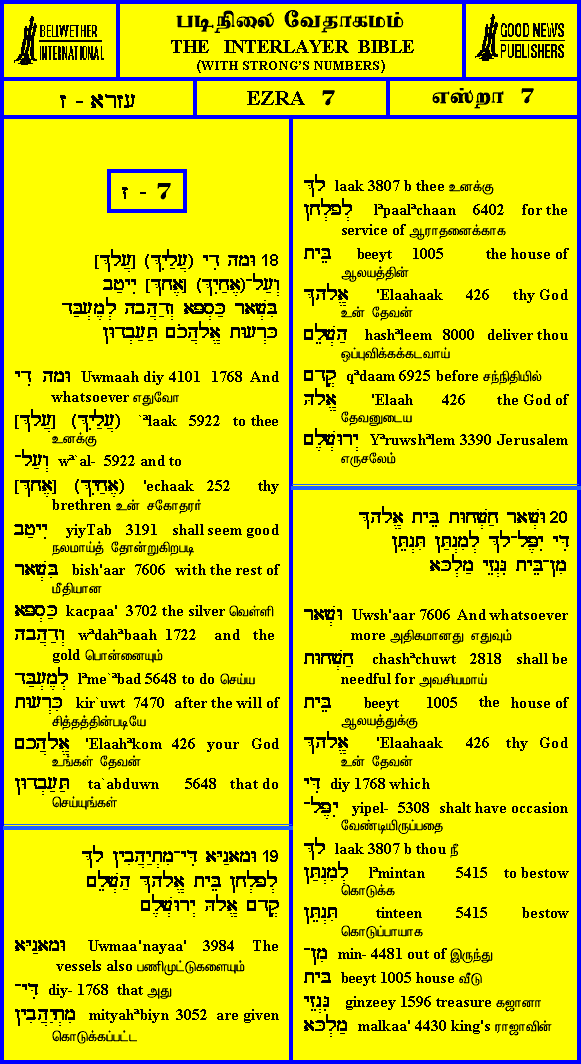 BELLWETHER
INTERNATIONAL
படிநிலை வேதாகமம்
THE INTERLAYER BIBLE
(WITH STRONG'S NUMBERS)
GOOD NEWS
PUBLISHERS
עזרא - ז
EZRA 7
எஸ்றா 7
ז - 7
18 וּמָה דִי (עֲלַיִךְ) [עֲלָךְ]
וְעַל־(אֶחַיִךְ) [אֶחָךְ] יֵיטַב
בִּשְׁאָר כַּסְפָּא וְדַהֲבָה לְמֶעְבַּד
כִּרְעוּת אֱלָהֲכֹם תַּעַבְדוּן
וּמָה דִי Uwmaah diy 4101 1768 And
whatsoever எதுவோ
[עֲלָךְ] (עֲלַיִךְ) `ªlaak 5922 to thee
உனக்கு
וְעַל־ wª`al- 5922 and to
[אֶחָךְ] (אֶחַיִךְ) 'echaak 252 thy
brethren உன் சகோதரர்
יֵיטַב yiyTab 3191 shall seem good
நலமாய்த் தோன்றுகிறபடி
בִּשְׁאָר bish'aar 7606 with the rest of
மீதியான
כַּסְפָּא kacpaa' 3702 the silver வெள்ளி
וְדַהֲבָה wªdahªbaah 1722 and the
gold பொன்னையும்
לְמֶעְבַּד lªme`ªbad 5648 to do செய்ய
כִּרְעוּת kir`uwt 7470 after the will of
சித்தத்தின்படியே
אֱלָהֲכֹם 'Elaahªkom 426 your God
உங்கள் தேவன்
תַּעַבְדוּן ta`abduwn 5648 that do
செய்யுங்கள்
19 וּמָאנַיָּא דִּי־מִתְיַהֲבִין לָךְ
לְפָלְחָן בֵּית אֱלָהָךְ הַשְׁלֵם
קֳדָם אֱלָהּ יְרוּשְׁלֶם
וּמָאנַיָּא Uwmaa'nayaa' 3984 The
vessels also பணிமுட்டுகளையும்
דִּי־ diy- 1768 that அது
מִתְיַהֲבִין mityahªbiyn 3052 are given
கொடுக்கப்பட்ட
לָךְ laak 3807 b thee உனக்கு
לְפָלְחָן lªpaalªchaan 6402 for the
service of ஆராதனைக்காக
בֵּית beeyt 1005 the house of
ஆலயத்தின்
אֱלָהָךְ 'Elaahaak 426 thy God
உன் தேவன்
הַשְׁלֵם hashªleem 8000 deliver thou
ஒப்புவிக்கக்கடவாய்
קֳדָם qªdaam 6925 before சந்நிதியில்
אֱלָהּ 'Elaah 426 the God of
தேவனுடைய
יְרוּשְׁלֶם Yªruwshªlem 3390 Jerusalem
எருசலேம்
20 וּשְׁאָר חַשְׁחוּת בֵּית אֱלָהָךְ
דִּי יִפֶּל־לָךְ לְמִנְתַּן תִּנְתֵּן
מִן־בֵּית גִּנְזֵי מַלְכָּא
וּשְׁאָר Uwsh'aar 7606 And whatsoever
more அதிகமானது எதுவும்
חַשְׁחוּת chashªchuwt 2818 shall be
needful for அவசியமாய்
בֵּית beeyt 1005 the house of
ஆலயத்துக்கு
אֱלָהָךְ 'Elaahaak 426 thy God
உன் தேவன்
דִּי diy 1768 which
יִפֶּל־ yipel- 5308 shalt have occasion
வேண்டியிருப்பதை
לָךְ laak 3807 b thou நீ
לְמִנְתַּן lªmintan 5415 to bestow
கொடுக்க
תִּנְתֵּן tinteen 5415 bestow
கொடுப்பாயாக
מִן־ min- 4481 out of இருந்து
בֵּית beeyt 1005 house வீடு
גִּנְזֵי ginzeey 1596 treasure கஜானா
מַלְכָּא malkaa' 4430 king's ராஜாவின்